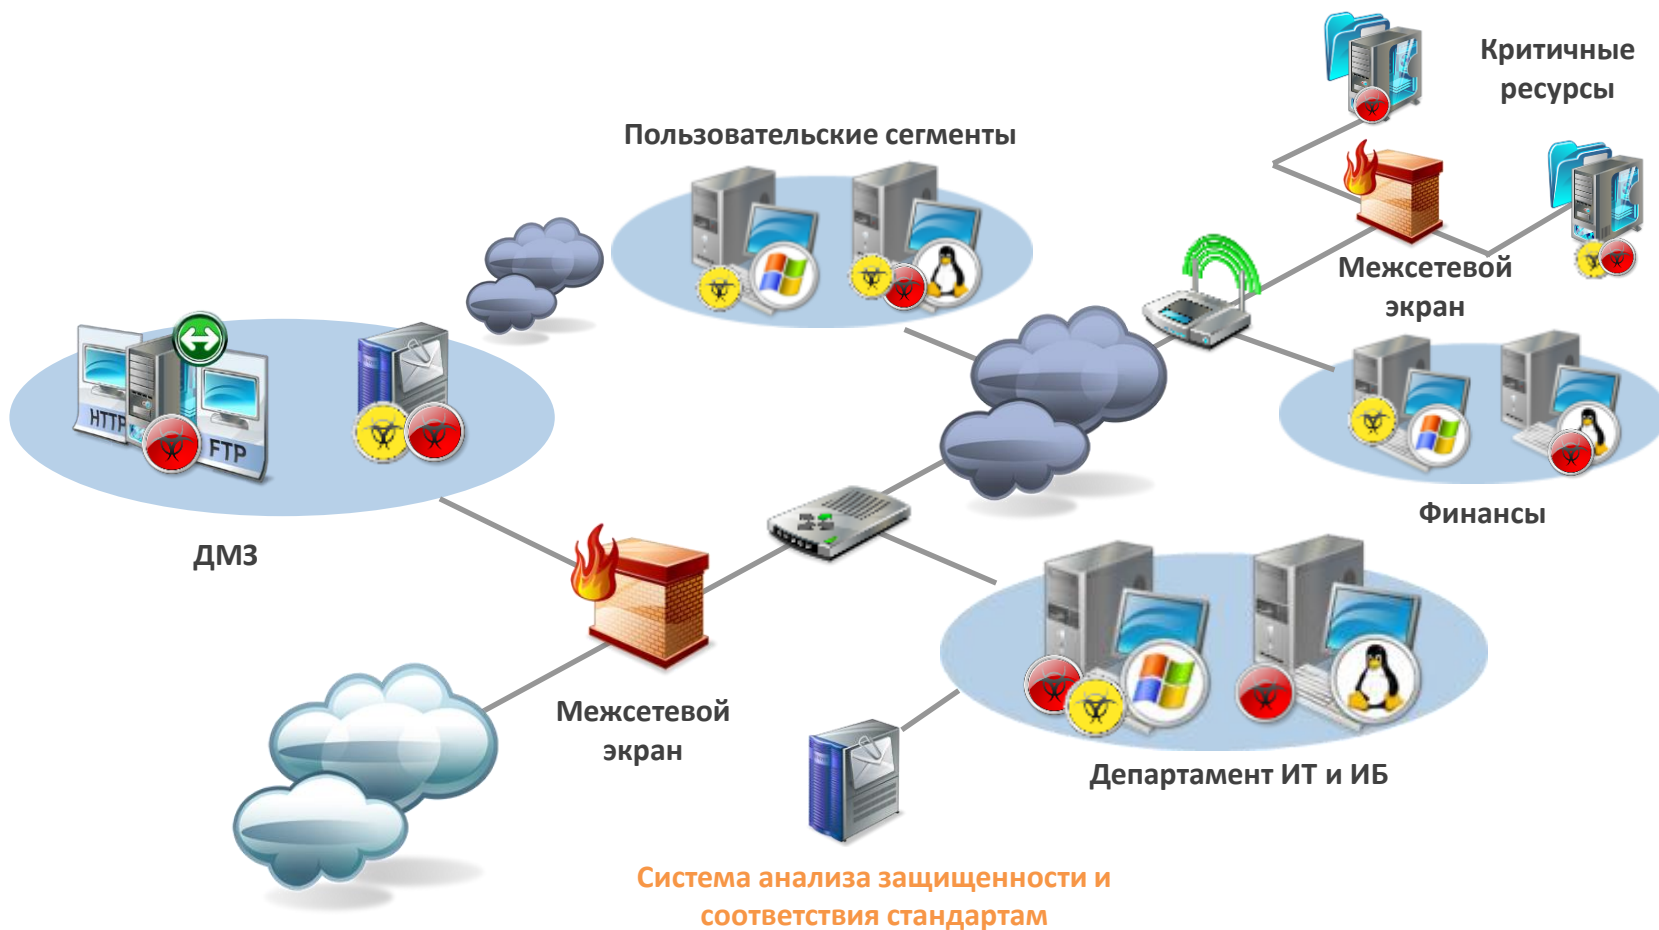 Критичные
ресурсы
Пользовательские сегменты
Межсетевой
экран
HTTP
FTP
Финансы
ДМЗ
Межсетевой
экран
Департамент ИТ и ИБ
Система анализа защищенности и
соответствия стандартам